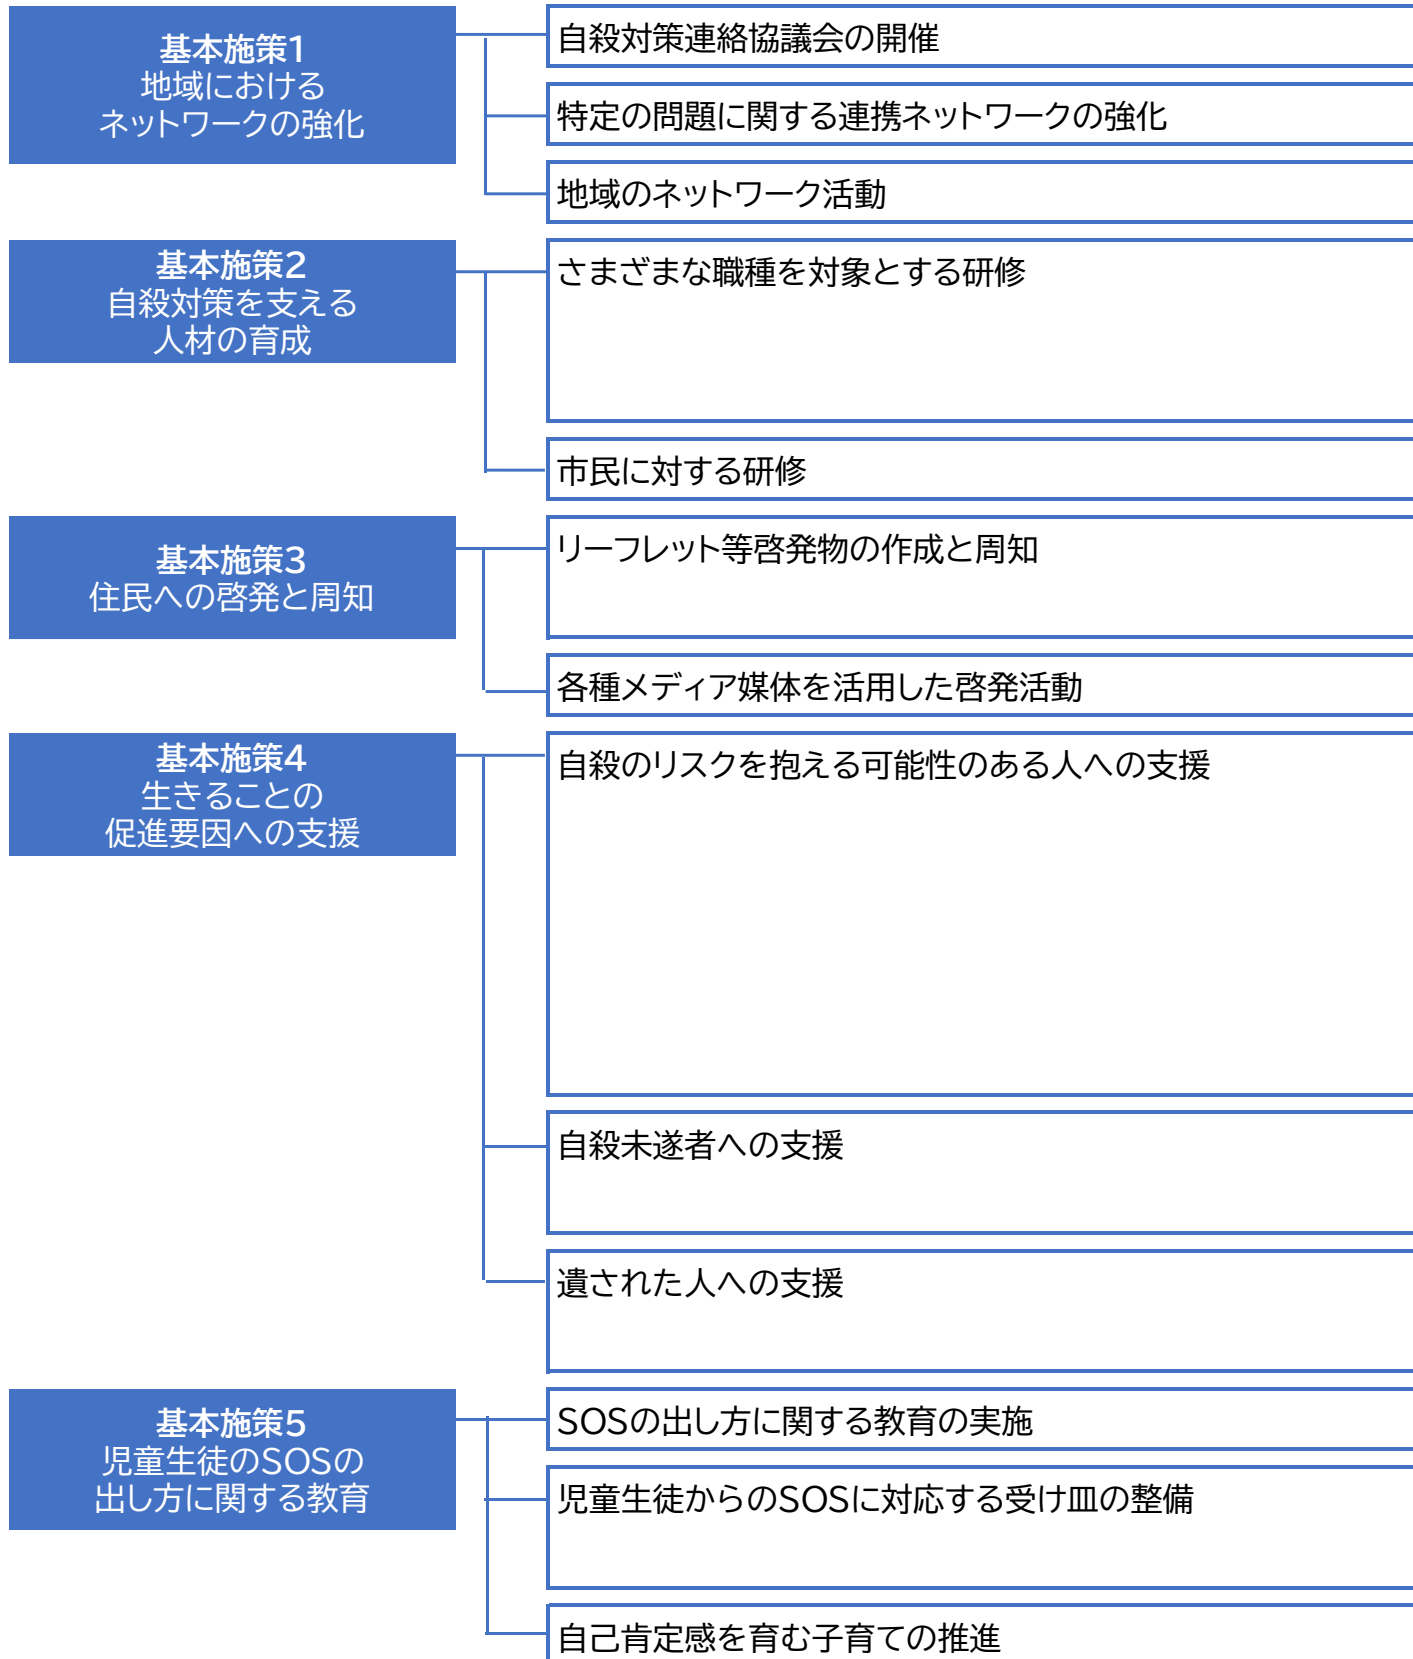 基本施策1
地域における
ネットワークの強化
自殺対策連絡協議会の開催
特定の問題に関する連携ネットワークの強化
地域のネットワーク活動
基本施策2
自殺対策を支える
人材の育成
さまざまな職種を対象とする研修
市民に対する研修
基本施策3
住民への啓発と周知
リーフレット等啓発物の作成と周知
各種メディア媒体を活用した啓発活動
基本施策4
生きることの
促進要因への支援
自殺のリスクを抱える可能性のある人への支援
自殺未遂者への支援
遺された人への支援
基本施策5
児童生徒のSOSの
出し方に関する教育
SOSの出し方に関する教育の実施
児童生徒からのSOSに対応する受け皿の整備
自己肯定感を育む子育ての推進